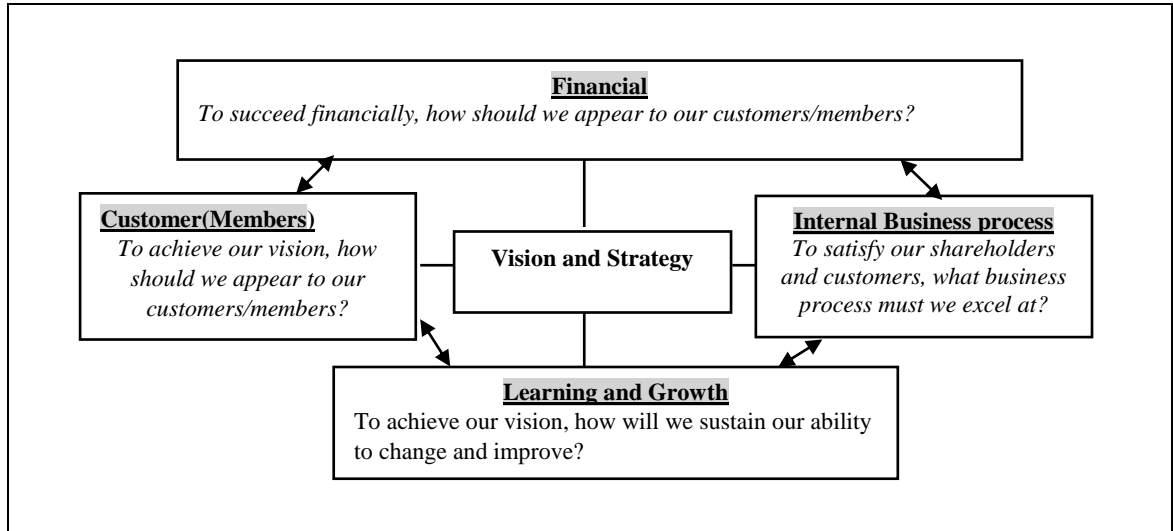 Financial
To succeed financially, how should we appear to our customers/members?
Customer(Members)
To achieve our vision, how
should we appear to our
customers/members?
Vision and Strategy
Internal Business process
To satisfy our shareholders
and customers, what business
process must we excel at?
Learning and Growth
To achieve our vision, how will we sustain our ability
to change and improve?